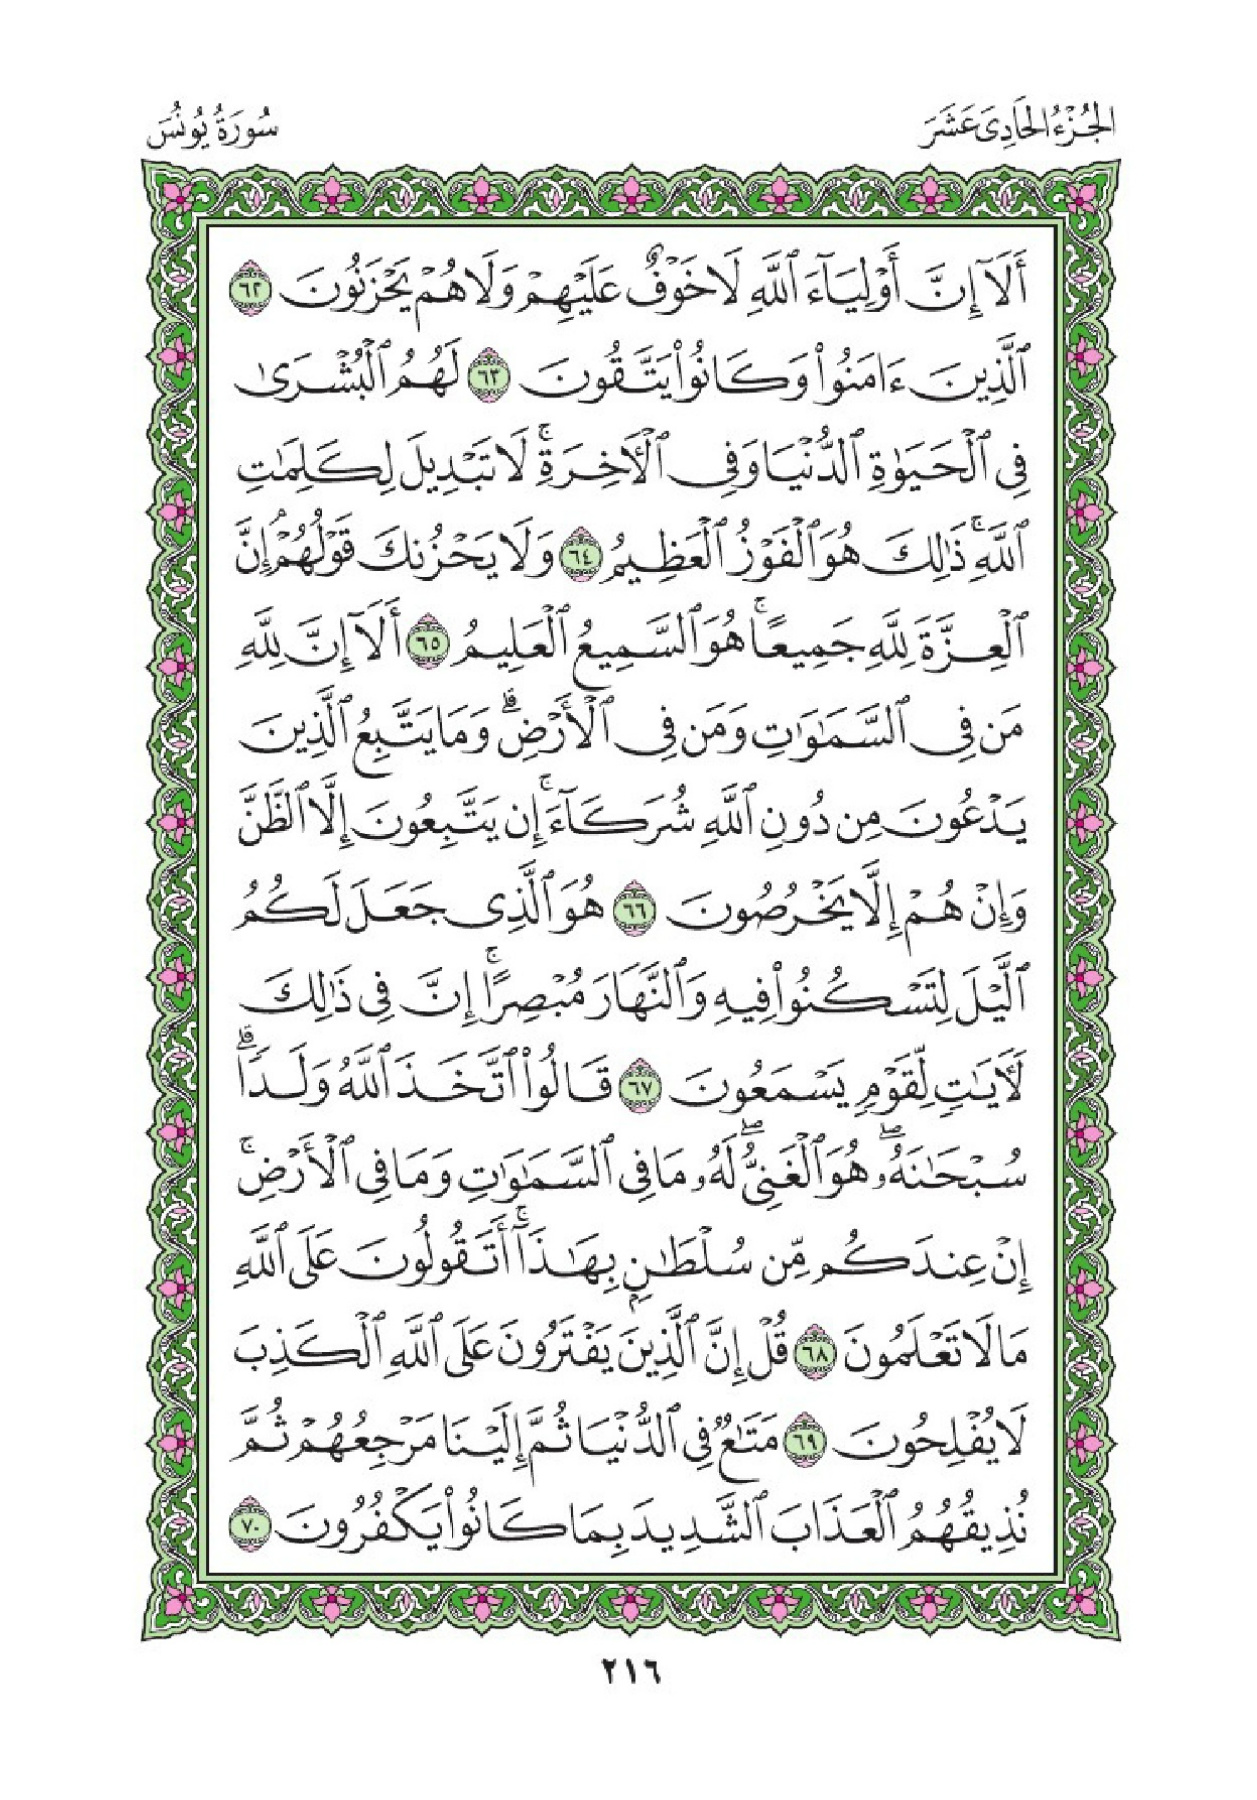 الجُزْءُ الحَادِىَ عَشَرَ
سُورَةُ يُونُسَ
أَلَآ إِنَّ أَوْلِيَآءَ ٱللَّهِ لَا خَوْفٌ عَلَيْهِمْ وَلَا هُمْ يَحْزَنُونَ ٦٢
ٱلَّذِينَ ءَامَنُوا۟ وَكَانُوا۟ يَتَّقُونَ ٦٣ لَهُمُ ٱلْبُشْرَىٰ
فِى ٱلْحَيَوٰةِ ٱلدُّنْيَا وَفِى ٱلْـَٔاخِرَةِ ۚ لَا تَبْدِيلَ لِكَلِمَٰتِ
ٱللَّهِ ۚ ذَٰلِكَ هُوَ ٱلْفَوْزُ ٱلْعَظِيمُ ٦٤ وَلَا يَحْزُنكَ قَوْلُهُمْ ۘ إِنَّ
ٱلْعِزَّةَ لِلَّهِ جَمِيعًا ۚ هُوَ ٱلسَّمِيعُ ٱلْعَلِيمُ ٦٥ أَلَآ إِنَّ لِلَّهِ
مَن فِى ٱلسَّمَٰوَٰتِ وَمَن فِى ٱلْأَرْضِ ۗ وَمَا يَتَّبِعُ ٱلَّذِينَ
يَدْعُونَ مِن دُونِ ٱللَّهِ شُرَكَآءَ ۚ إِن يَتَّبِعُونَ إِلَّا ٱلظَّنَّ
وَإِنْ هُمْ إِلَّا يَخْرُصُونَ ٦٦ هُوَ ٱلَّذِى جَعَلَ لَكُمُ
ٱلَّيْلَ لِتَسْكُنُوا۟ فِيهِ وَٱلنَّهَارَ مُبْصِرًا ۚ إِنَّ فِى ذَٰلِكَ
لَـَٔايَٰتٍ لِّقَوْمٍ يَسْمَعُونَ ٦٧ قَالُوا۟ ٱتَّخَذَ ٱللَّهُ وَلَدًا ۗ
سُبْحَٰنَهُۥ ۖ هُوَ ٱلْغَنِىُّ ۖ لَهُۥ مَا فِى ٱلسَّمَٰوَٰتِ وَمَا فِى ٱلْأَرْضِ ۚ
إِنْ عِندَكُم مِّن سُلْطَٰنٍۭ بِهَٰذَآ ۚ أَتَقُولُونَ عَلَى ٱللَّهِ
مَا لَا تَعْلَمُونَ ٦٨ قُلْ إِنَّ ٱلَّذِينَ يَفْتَرُونَ عَلَى ٱللَّهِ ٱلْكَذِبَ
لَا يُفْلِحُونَ ٦٩ مَتَٰعٌ فِى ٱلدُّنْيَا ثُمَّ إِلَيْنَا مَرْجِعُهُمْ ثُمَّ
نُذِيقُهُمُ ٱلْعَذَابَ ٱلشَّدِيدَ بِمَا كَانُوا۟ يَكْفُرُونَ ٧٠
٢١٦